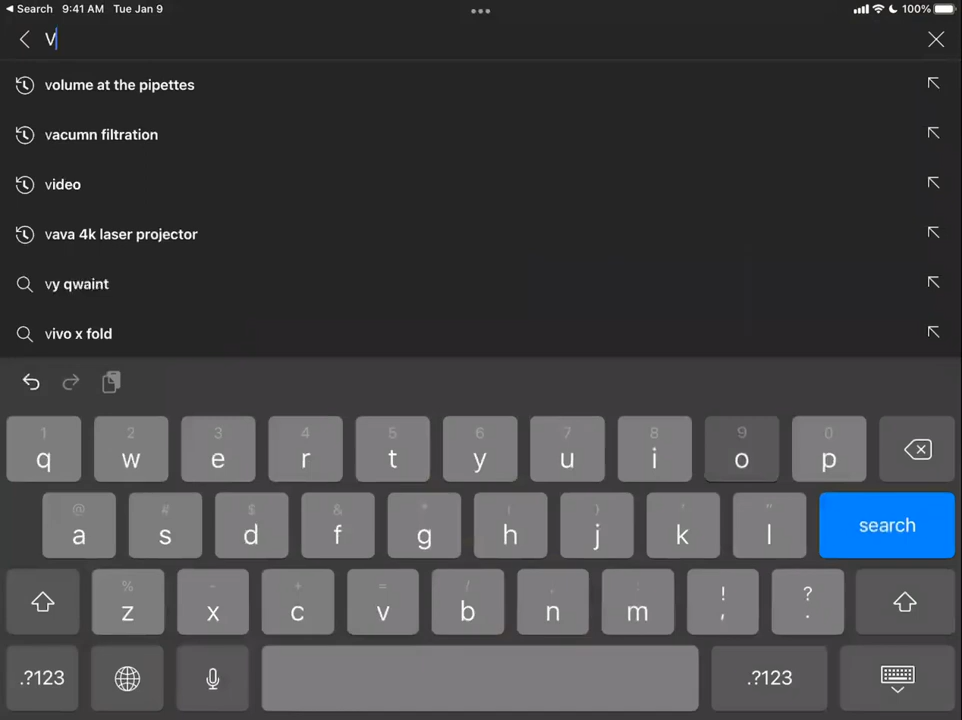 Search 9:41 AM Tue Jan 9 100%
V
volume at the pipettes
vacumn filtration
video
vava 4k laser projector
vy qwaint
vivo x fold
1 2 3 4 5 6 7 8 9 0
q w e r t y u i o p
@ # $ & * ( ) ' "
a s d f g h j k l search
% - + = / ; : ! ?
z x c v b n m , .
.?123 .?123